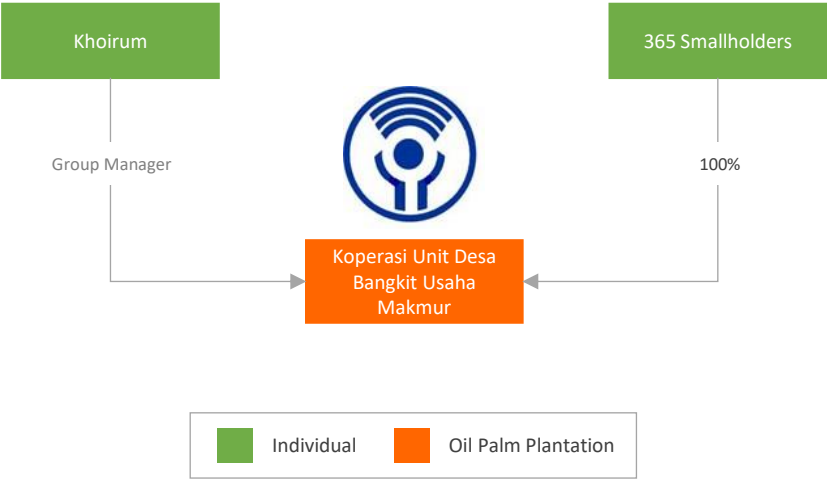 Khoirum
365 Smallholders
Group Manager
100%
Koperasi Unit Desa
Bangkit Usaha
Makmur
Individual
Oil Palm Plantation